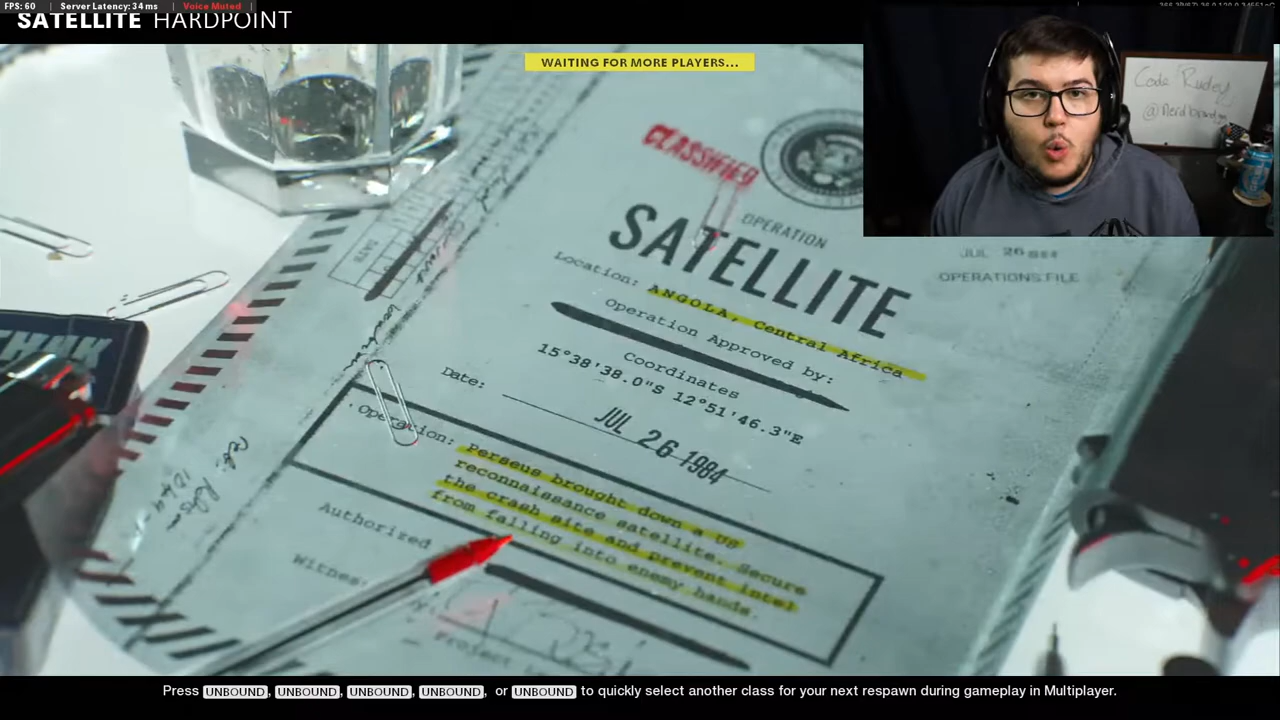 FPS: 60 | Server Latency: 34 ms | Voice Muted |
SATELLITE HARDPOINT
WAITING FOR MORE PLAYERS...
Code "Rudey"
CLASSIFIED
OPERATION
SATELLITE
JUL 26 1984
OPERATIONS FILE
DATE
Location: ANGOLA, Central Africa
Operation Approved by:
Coordinates
15°38'38.0"S 12°51'46.3"E
Date:
JUL 26 1984
Operation: Perseus brought down a US
reconnaissance satellite. Secure
the crash site and prevent intel
from falling into enemy hands.
Authorized
Witness
Press UNBOUND, UNBOUND, UNBOUND, UNBOUND, or UNBOUND to quickly select another class for your next respawn during gameplay in Multiplayer.